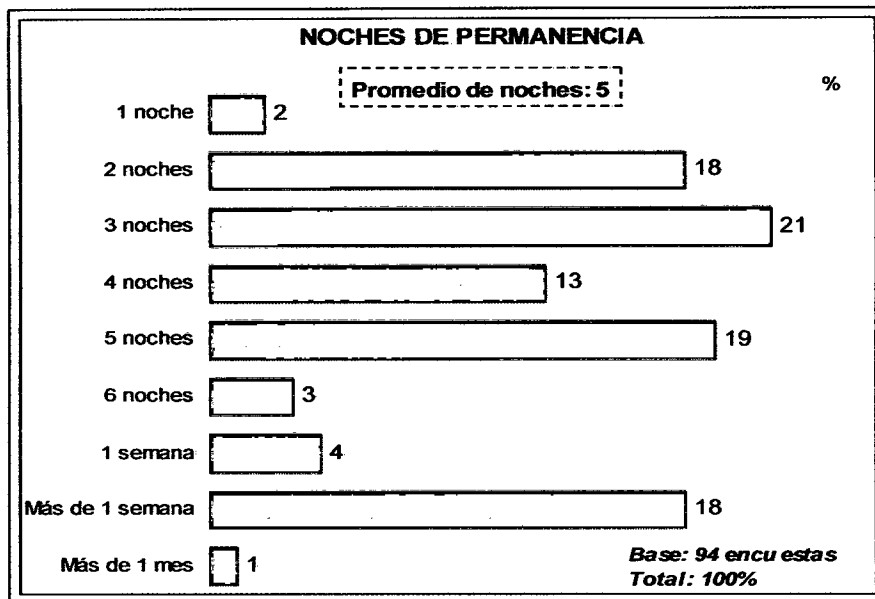 NOCHES DE PERMANENCIA
Promedio de noches: 5
%
1 noche 2
2 noches 18
3 noches 21
4 noches 13
5 noches 19
6 noches 3
1 semana 4
Más de 1 semana 18
Más de 1 mes 1
Base: 94 encuestas
Total: 100%